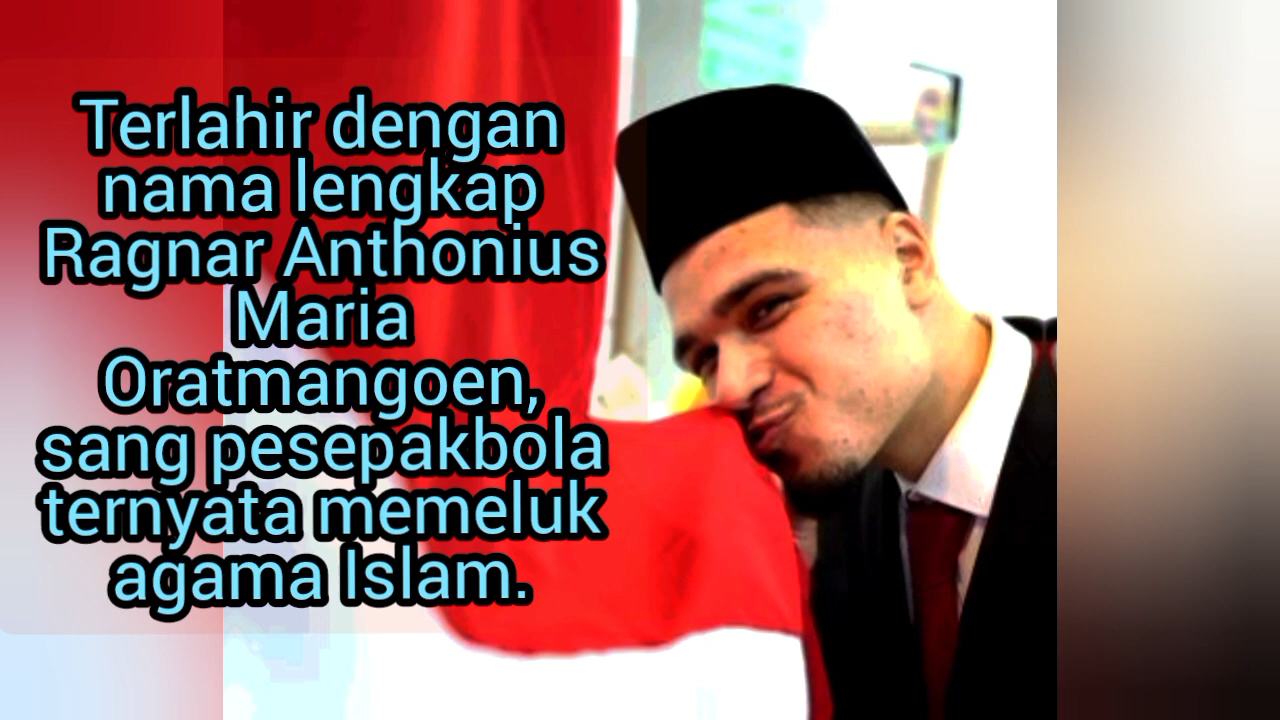 Terlahir dengan
nama lengkap
Ragnar Anthonius
Maria
Oratmangoen,
sang pesepakbola
ternyata memeluk
agama Islam.